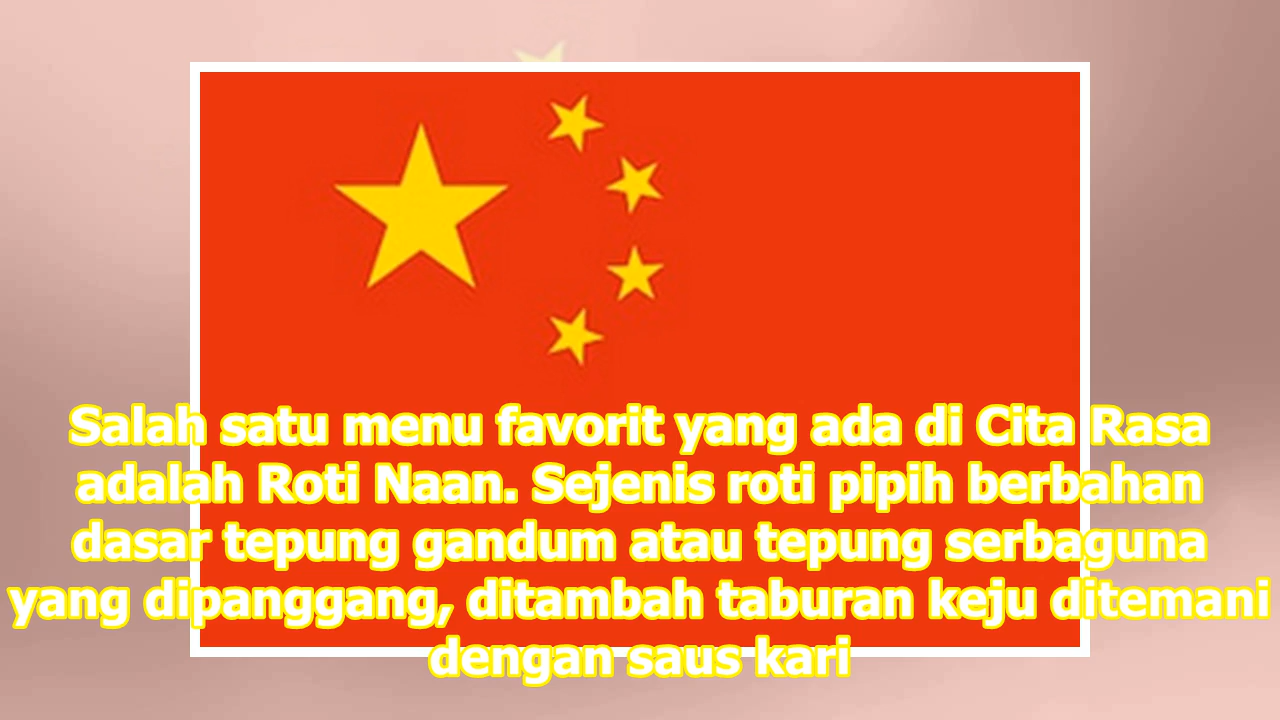 Salah satu menu favorit yang ada di Cita Rasa
adalah Roti Naan. Sejenis roti pipih berbahan
dasar tepung gandum atau tepung serbaguna
yang dipanggang, ditambah taburan keju ditemani
dengan saus kari